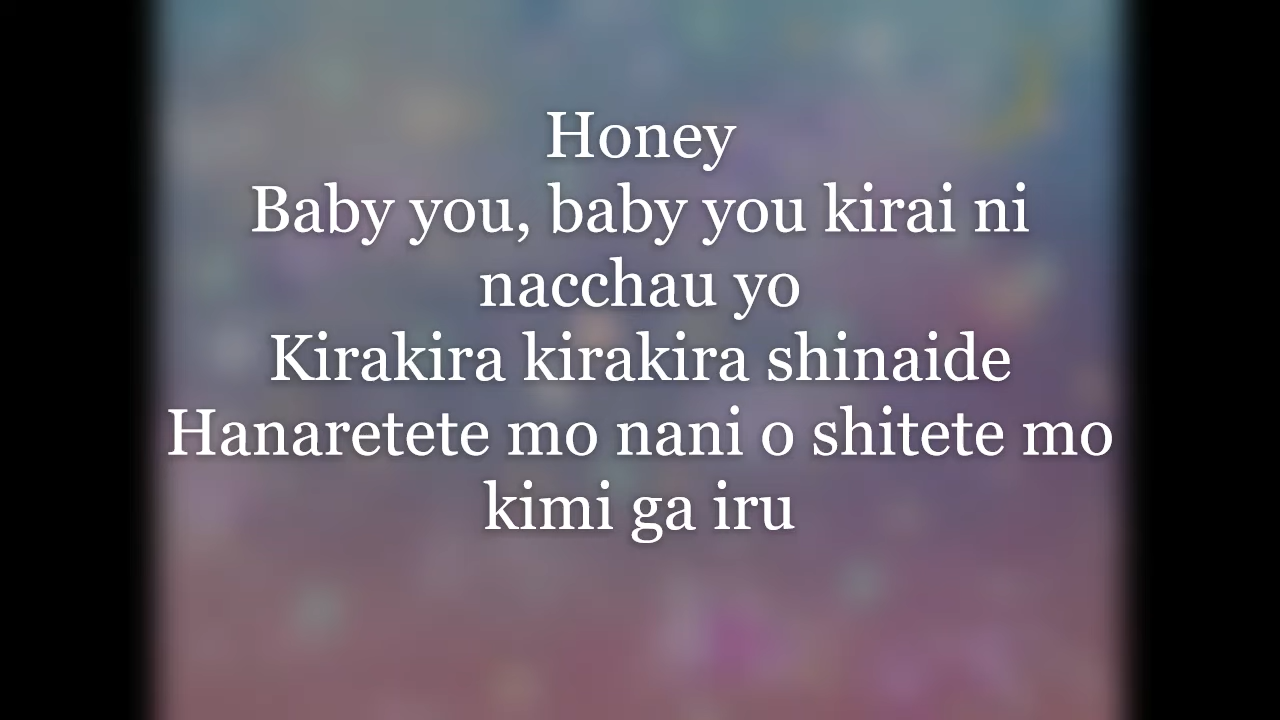 Honey
Baby you, baby you kirai ni
nacchau yo
Kirakira kirakira shinaide
Hanaretete mo nani o shitete mo
kimi ga iru